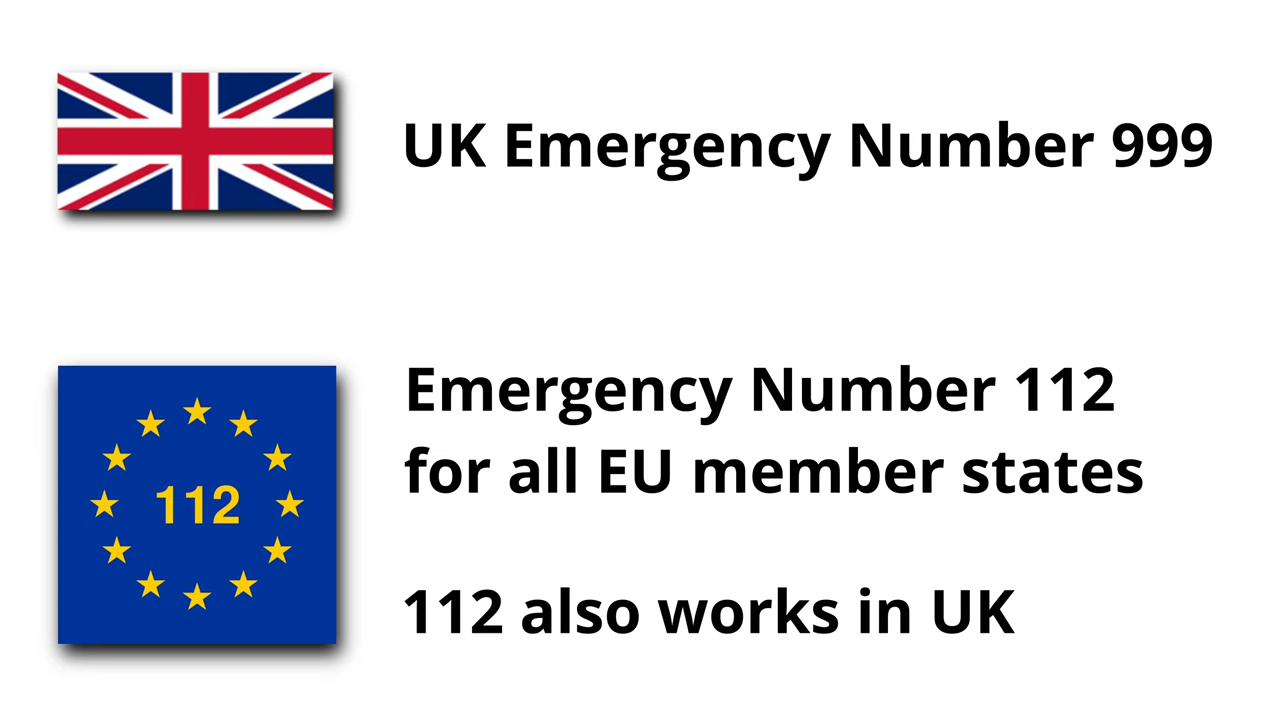 UK Emergency Number 999
Emergency Number 112
for all EU member states
112
112 also works in UK